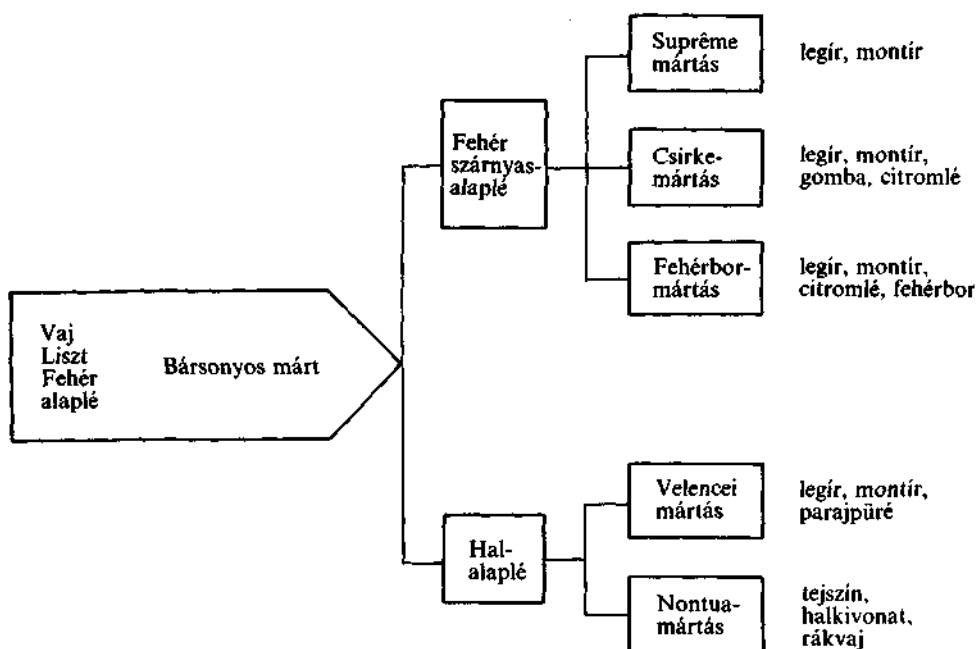 Vaj
Liszt
Fehér
alaplé
Bársonyos márt
Fehér
szárnyas-
alaplé
Suprême
mártás
legír, montír
Csirke-
mártás
legír, montír,
gomba, citromlé
Fehérbor-
mártás
legír, montír,
citromlé, fehérbor
Hal-
alaplé
Velencei
mártás
legír, montír,
parajpüré
Nontua-
mártás
tejszín,
halkivonat,
rákvaj